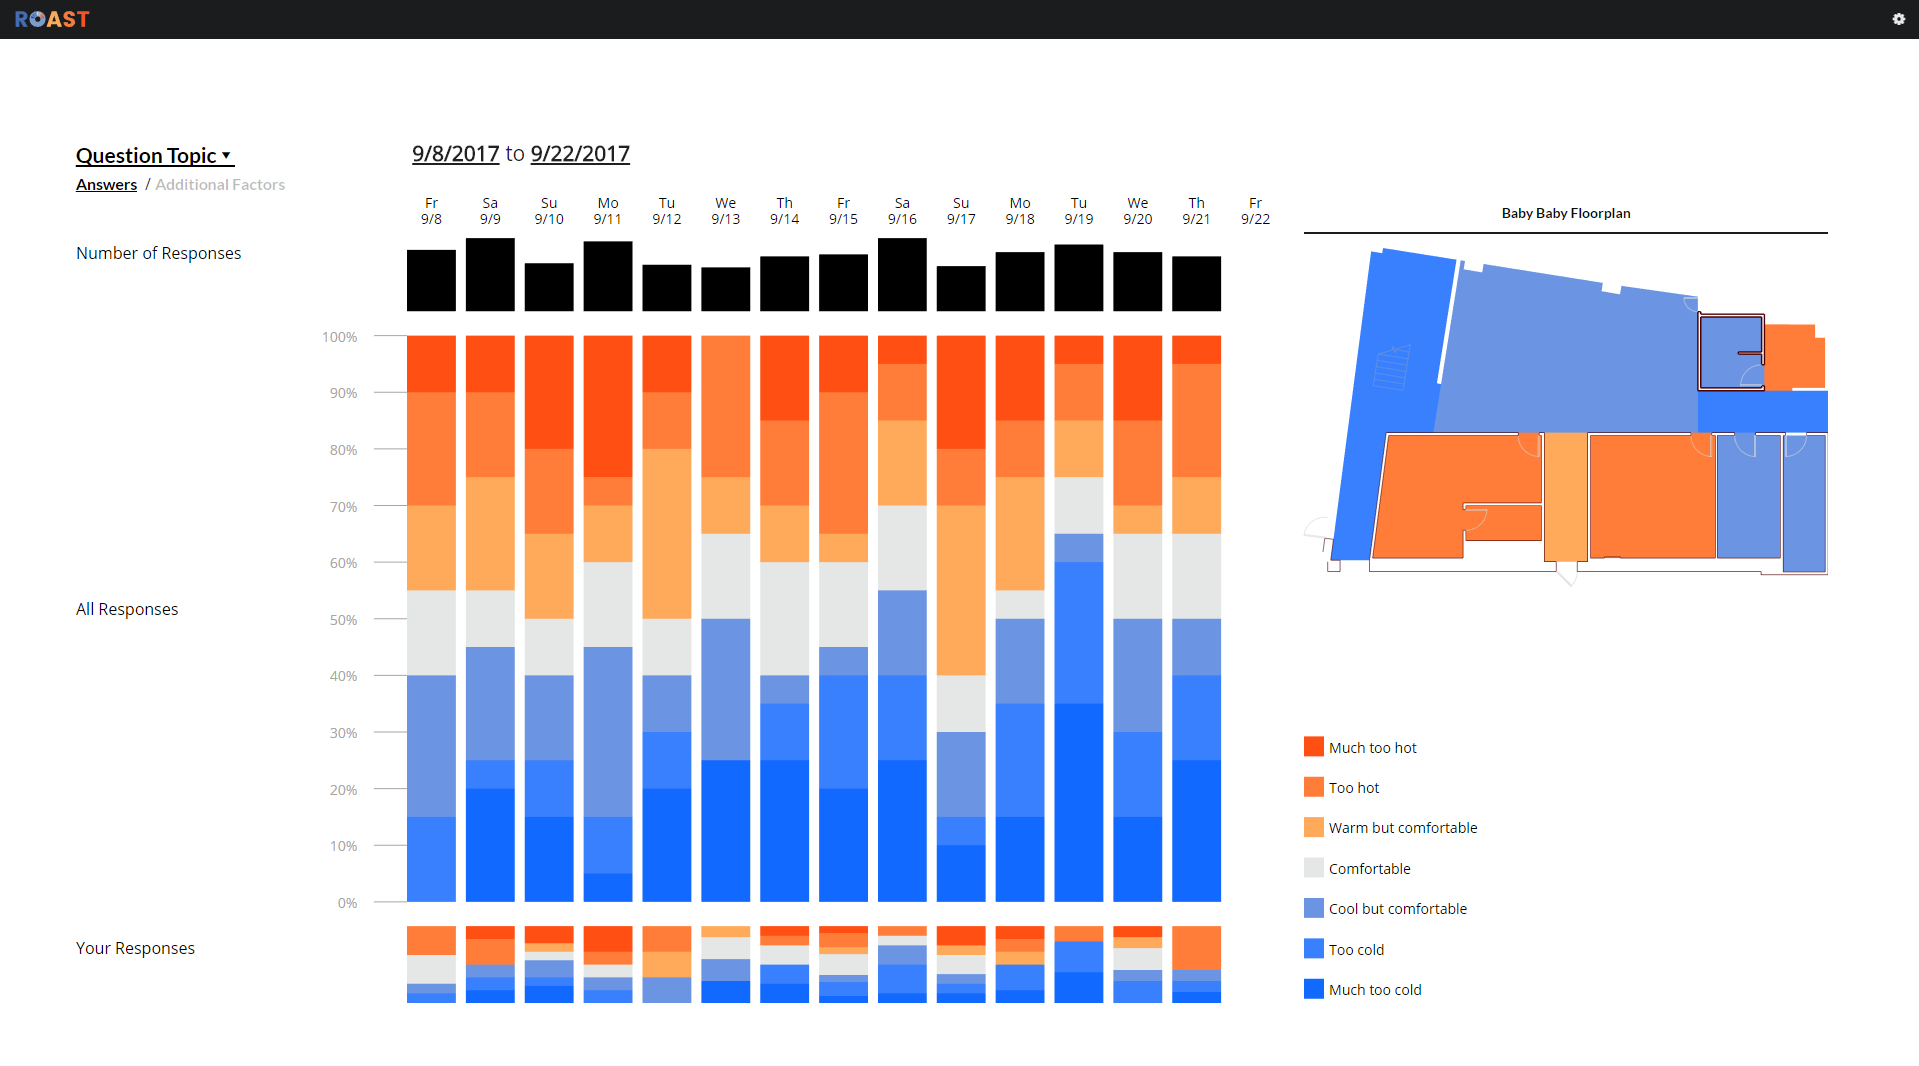 ROAST
Question Topic ▾
9/8/2017 to 9/22/2017
Answers / Additional Factors
Fr Sa Su Mo Tu We Th Fr Sa Su Mo Tu We Th Fr
9/8 9/9 9/10 9/11 9/12 9/13 9/14 9/15 9/16 9/17 9/18 9/19 9/20 9/21 9/22
Baby Baby Floorplan
Number of Responses
100%
90%
80%
70%
60%
50%
40%
30%
20%
10%
0%
All Responses
Your Responses
Much too hot
Too hot
Warm but comfortable
Comfortable
Cool but comfortable
Too cold
Much too cold